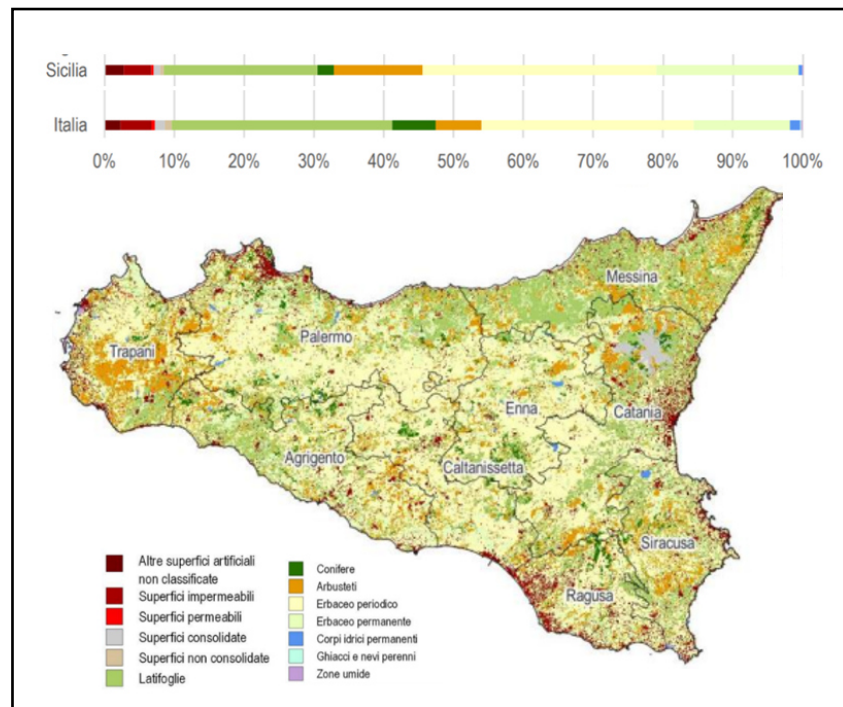 Sicilia
Italia
0% 10% 20% 30% 40% 50% 60% 70% 80% 90% 100%
Messina
Palermo
Trapani
Enna
Catania
Agrigento
Caltanissetta
Siracusa
Ragusa
Altre superfici artificiali
non classificate
Superfici impermeabili
Superfici permeabili
Superfici consolidate
Superfici non consolidate
Latifoglie
Conifere
Arbusteti
Erbaceo periodico
Erbaceo permanente
Corpi idrici permanenti
Ghiacci e nevi perenni
Zone umide